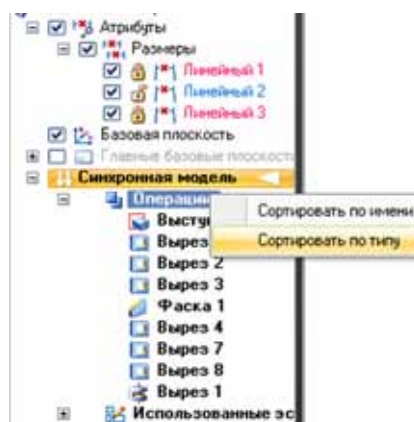 Атрибуты
Размеры
Линейный 1
Линейный 2
Линейный 3
Базовая плоскость
Главные базовые плоскост
Синхронная модель
Операции
Сортировать по имени
Высту
Сортировать по типу
Вырез
Вырез 2
Вырез 3
Фаска 1
Вырез 4
Вырез 7
Вырез 8
Вырез 1
Использованные эс